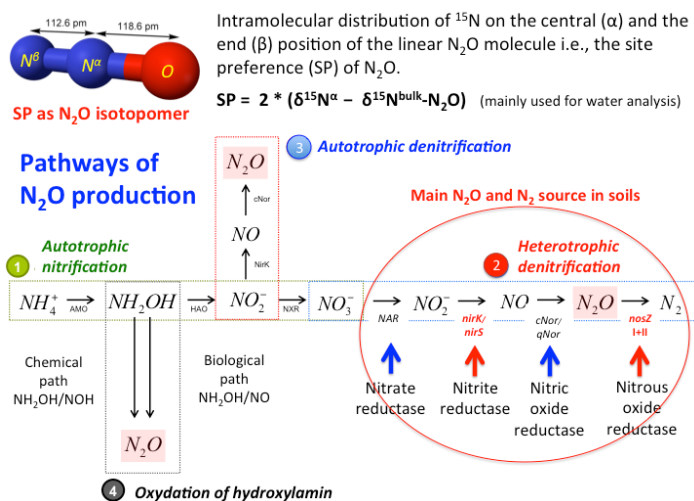 112.6 pm
118.6 pm
Nβ
Nα
O
SP as N₂O isotopomer
Intramolecular distribution of ¹⁵N on the central (α) and the
end (β) position of the linear N₂O molecule i.e., the site
preference (SP) of N₂O.
SP = 2 * (δ¹⁵Nα – δ¹⁵Nbulk-N₂O) (mainly used for water analysis)
Pathways of
N₂O production
3 Autotrophic denitrification
N₂O
cNor
NO
NirK
Main N₂O and N₂ source in soils
1 Autotrophic
nitrification
2 Heterotrophic
denitrification
NH₄⁺ AMO NH₂OH HAO NO₂⁻ NXR NO₃⁻ NAR NO₂⁻ nirK/ nirS NO cNor/ qNor N₂O nosZ I+II N₂
Chemical
path
NH₂OH/NOH
Biological
path
NH₂OH/NO
Nitrate
reductase
Nitrite
reductase
Nitric
oxide
reductase
Nitrous
oxide
reductase
N₂O
4 Oxydation of hydroxylamin